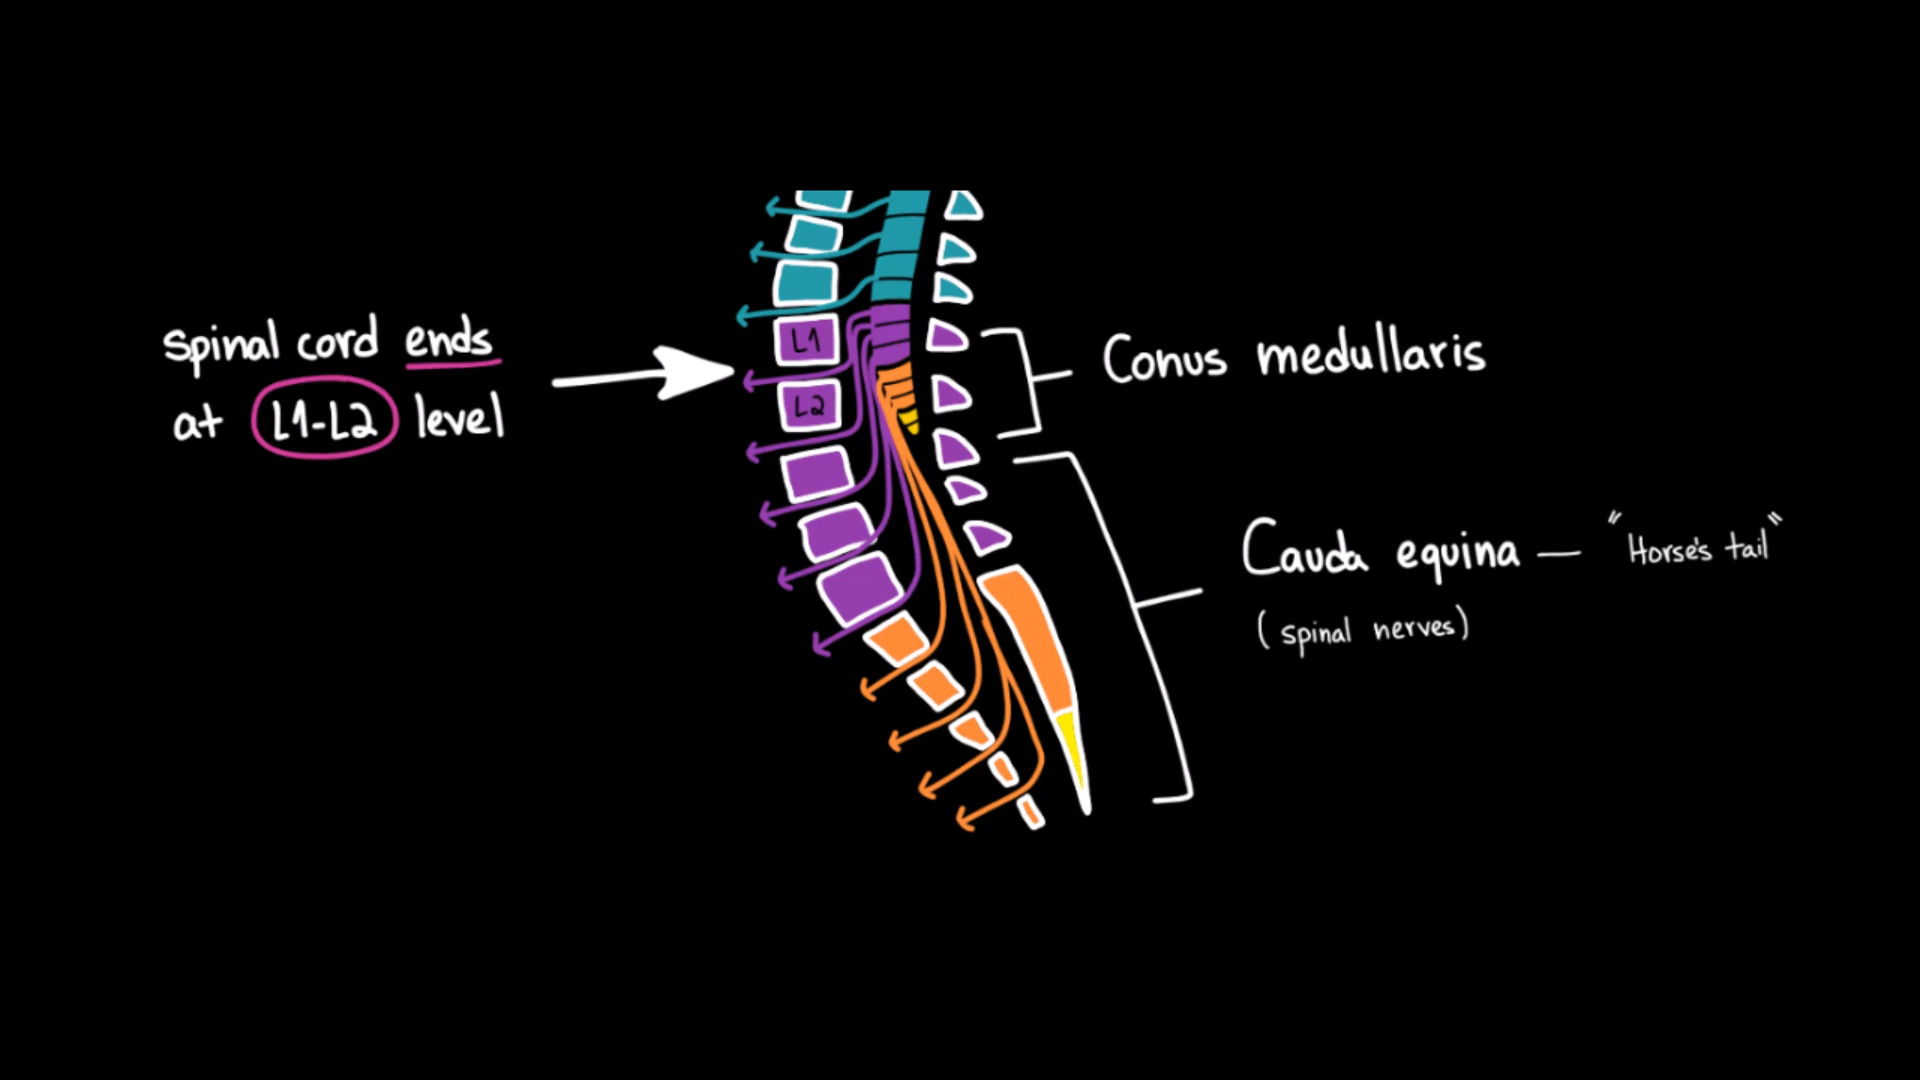 Spinal cord ends
at L1-L2 level
L1
L2
Conus medullaris
Cauda equina — "Horse's tail"
(spinal nerves)